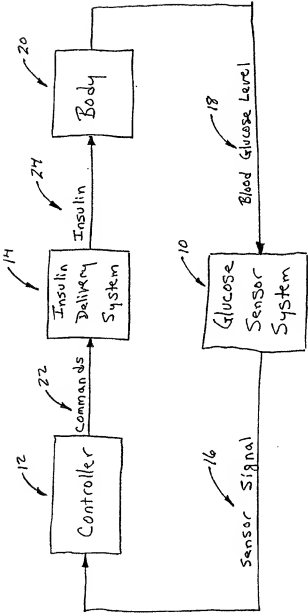 12
Controller
22
Commands
14
Insulin
Delivery
System
24
Insulin
20
Body
18
Blood Glucose Level
10
Glucose
Sensor
System
16
Sensor Signal